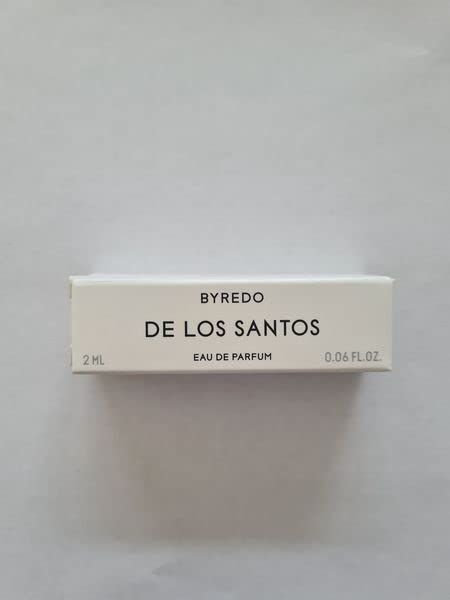 BYREDO
DE LOS SANTOS
2 ML EAU DE PARFUM 0.06 FL.OZ.